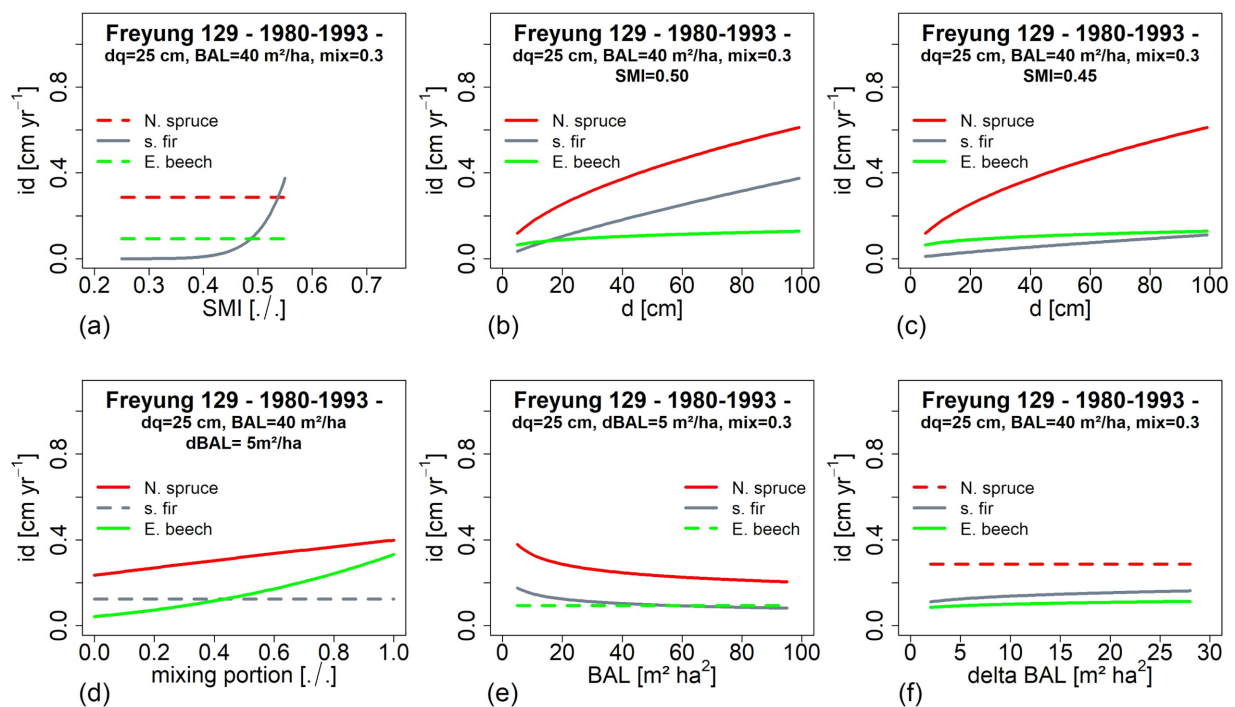 Freyung 129 - 1980-1993 -
dq=25 cm, BAL=40 m²/ha, mix=0.3
N. spruce
s. fir
E. beech
id [cm yr⁻¹]
0.0 0.4 0.8
0.2 0.3 0.4 0.5 0.6 0.7
SMI [./.]
(a)
Freyung 129 - 1980-1993 -
dq=25 cm, BAL=40 m²/ha, mix=0.3
SMI=0.50
N. spruce
s. fir
E. beech
id [cm yr⁻¹]
0.0 0.4 0.8
0 20 40 60 80 100
d [cm]
(b)
Freyung 129 - 1980-1993 -
dq=25 cm, BAL=40 m²/ha, mix=0.3
SMI=0.45
N. spruce
s. fir
E. beech
id [cm yr⁻¹]
0.0 0.4 0.8
0 20 40 60 80 100
d [cm]
(c)
Freyung 129 - 1980-1993 -
dq=25 cm, BAL=40 m²/ha
dBAL= 5m²/ha
N. spruce
s. fir
E. beech
id [cm yr⁻¹]
0.0 0.4 0.8
0.0 0.2 0.4 0.6 0.8 1.0
mixing portion [./.]
(d)
Freyung 129 - 1980-1993 -
dq=25 cm, dBAL=5 m²/ha, mix=0.3
N. spruce
s. fir
E. beech
id [cm yr⁻¹]
0.0 0.4 0.8
0 20 40 60 80 100
BAL [m² ha²]
(e)
Freyung 129 - 1980-1993 -
dq=25 cm, BAL=40 m²/ha, mix=0.3
N. spruce
s. fir
E. beech
id [cm yr⁻¹]
0.0 0.4 0.8
5 10 15 20 25 30
delta BAL [m² ha²]
(f)